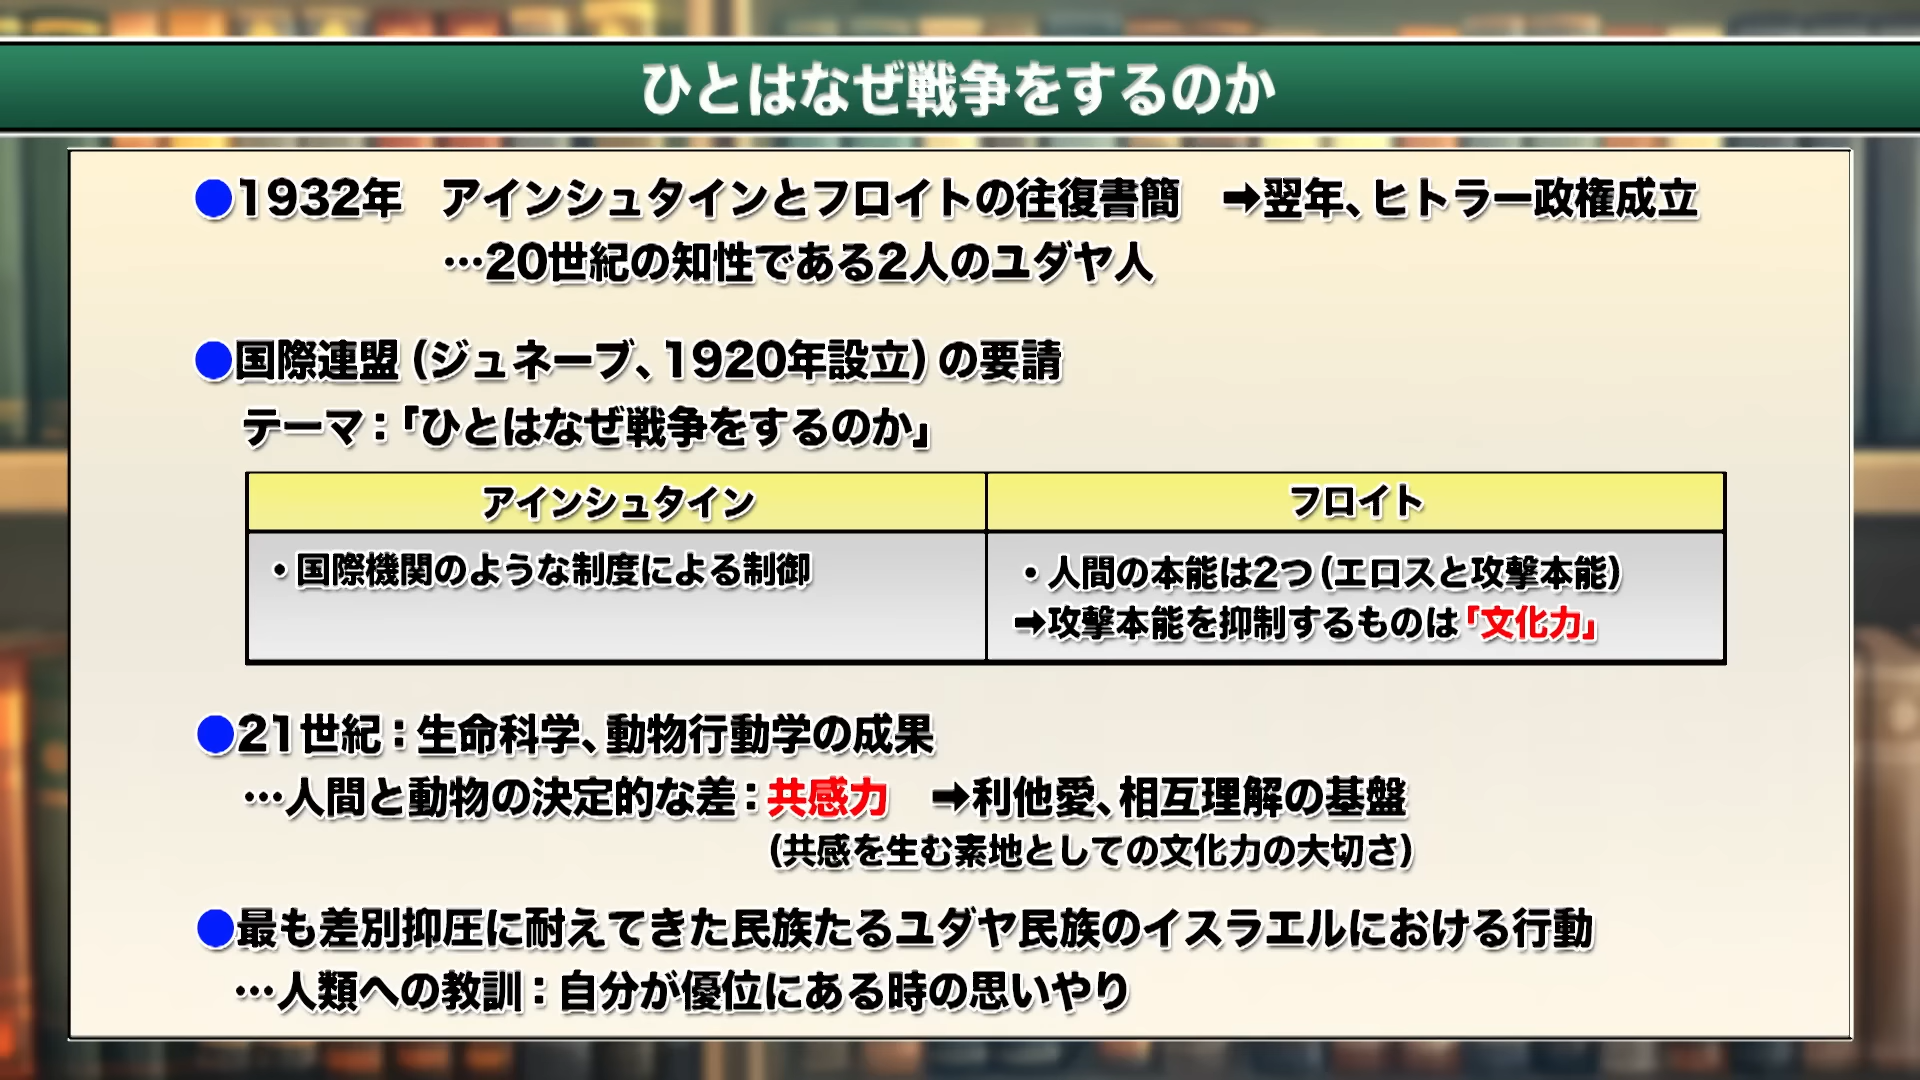 ひとはなぜ戦争をするのか
●1932年　アインシュタインとフロイトの往復書簡　➡翌年、ヒトラー政権成立
…20世紀の知性である2人のユダヤ人
●国際連盟（ジュネーブ、1920年設立）の要請
テーマ：「ひとはなぜ戦争をするのか」
アインシュタイン
フロイト
・国際機関のような制度による制御
・人間の本能は2つ（エロスと攻撃本能）
➡攻撃本能を抑制するものは「文化力」
●21世紀：生命科学、動物行動学の成果
…人間と動物の決定的な差：共感力　➡利他愛、相互理解の基盤
（共感を生む素地としての文化力の大切さ）
●最も差別抑圧に耐えてきた民族たるユダヤ民族のイスラエルにおける行動
…人類への教訓：自分が優位にある時の思いやり